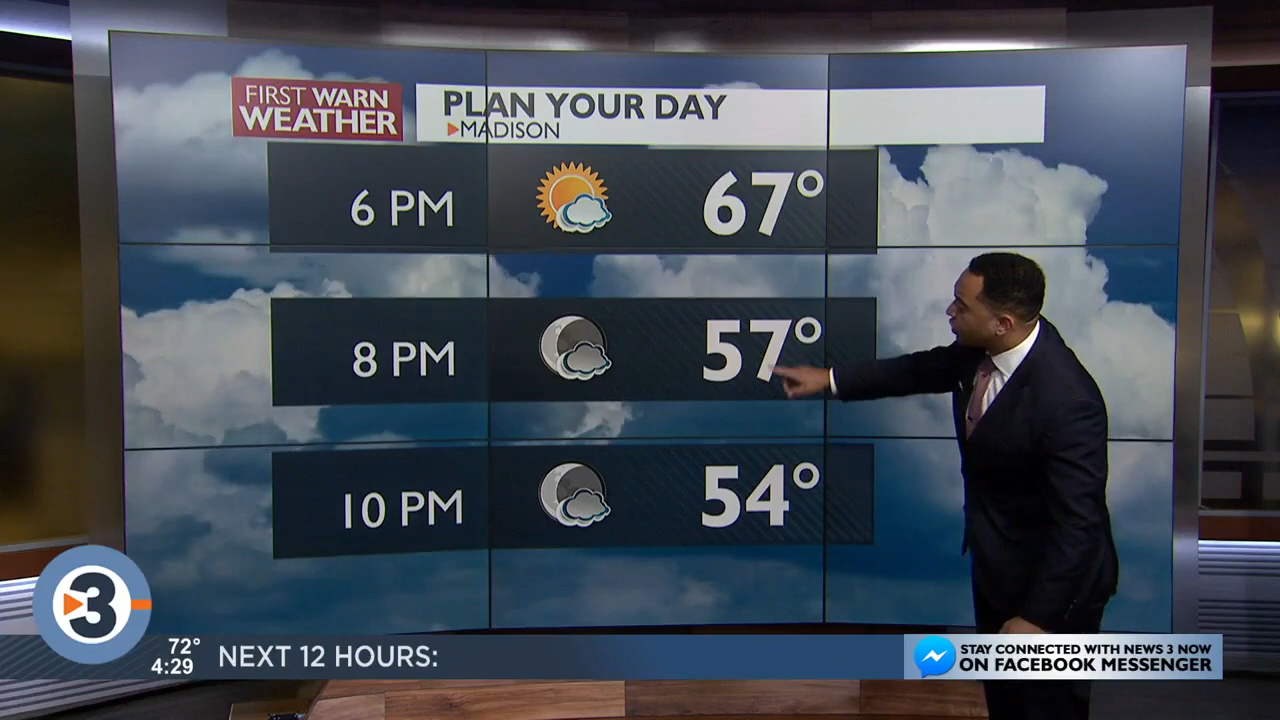 FIRST WARN
WEATHER
PLAN YOUR DAY
MADISON
6 PM
67°
8 PM
57°
10 PM
54°
3
72°
4:29
NEXT 12 HOURS:
STAY CONNECTED WITH NEWS 3 NOW
ON FACEBOOK MESSENGER